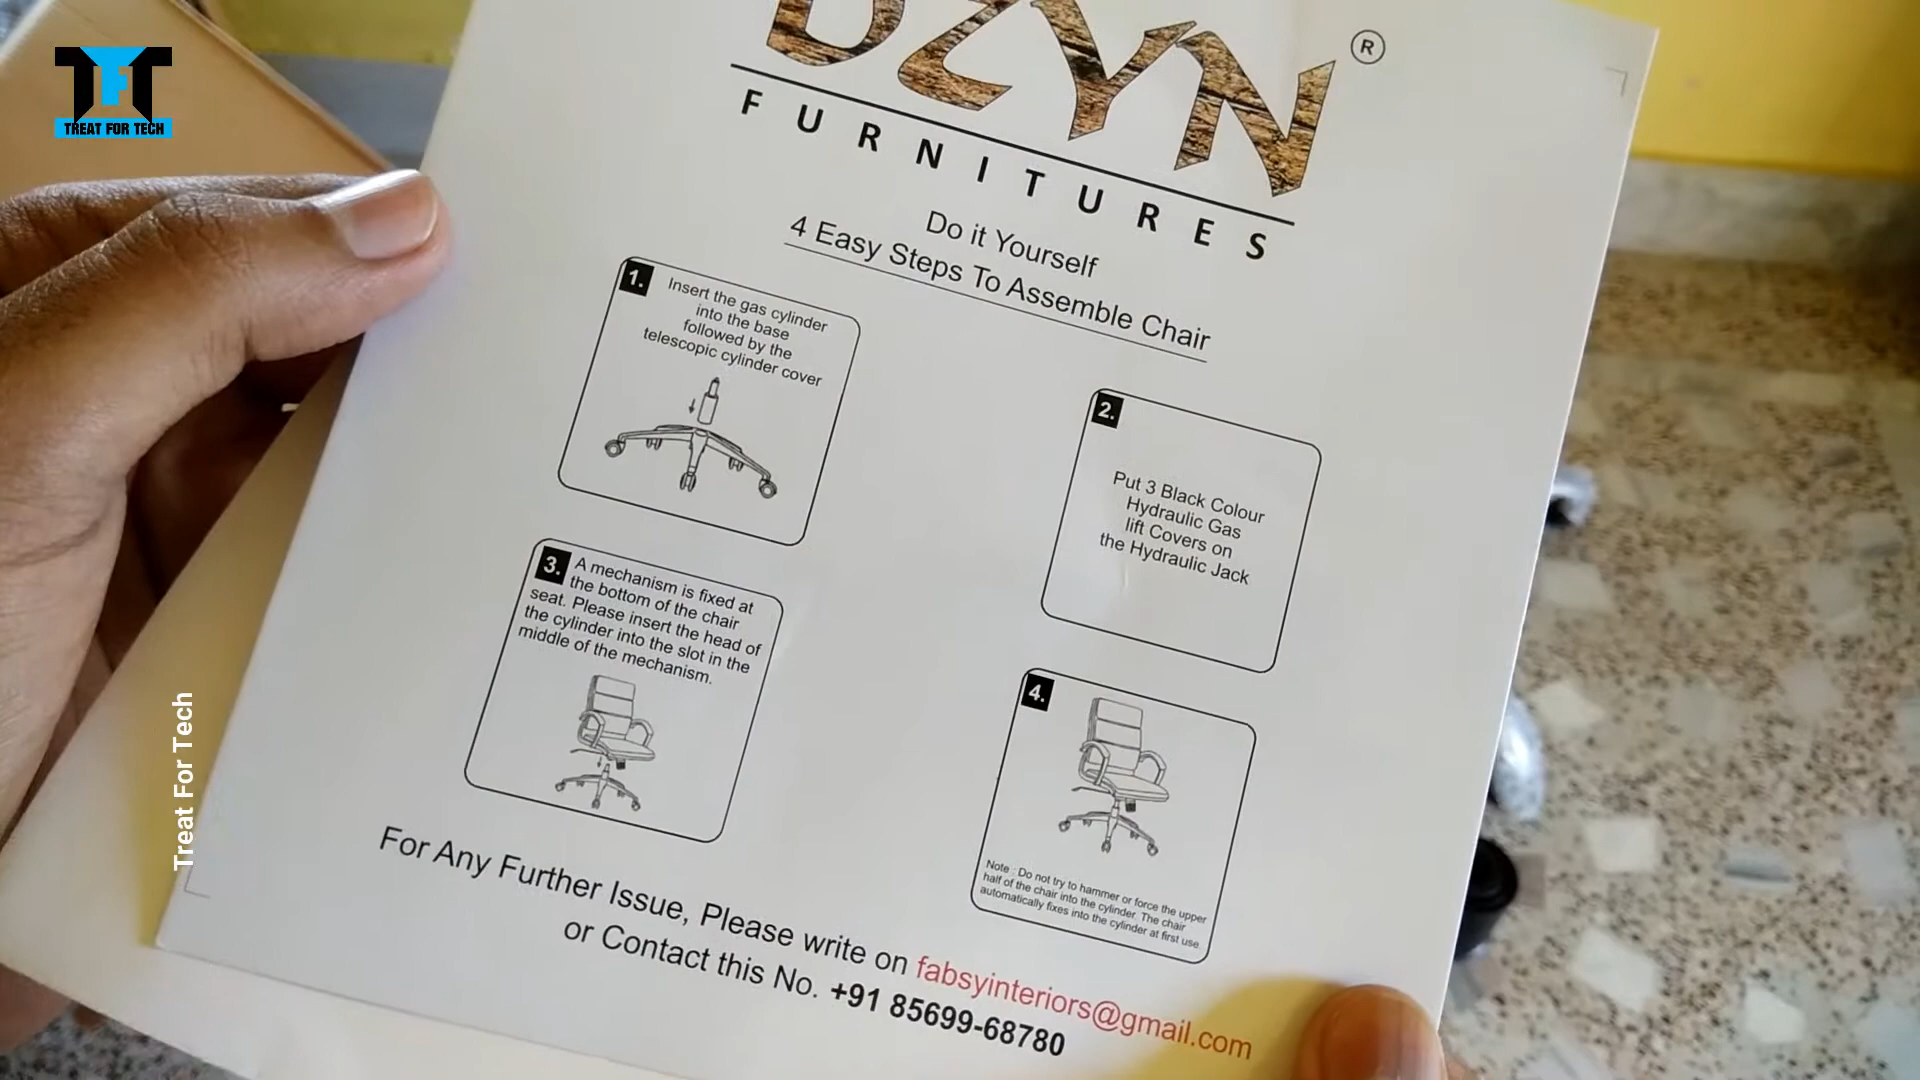 TFT
TREAT FOR TECH
DZYN
®
FURNITURES
Do it Yourself
4 Easy Steps To Assemble Chair
1.
Insert the gas cylinder
into the base
followed by the
telescopic cylinder cover
2.
Put 3 Black Colour
Hydraulic Gas
lift Covers on
the Hydraulic Jack
3.
A mechanism is fixed at
the bottom of the chair
seat. Please insert the head of
the cylinder into the slot in the
middle of the mechanism.
4.
Note : Do not try to hammer or force the upper
half of the chair into the cylinder. The chair
automatically fixes into the cylinder at first use.
For Any Further Issue, Please write on fabsyinteriors@gmail.com
or Contact this No. +91 85699-68780
Treat For Tech